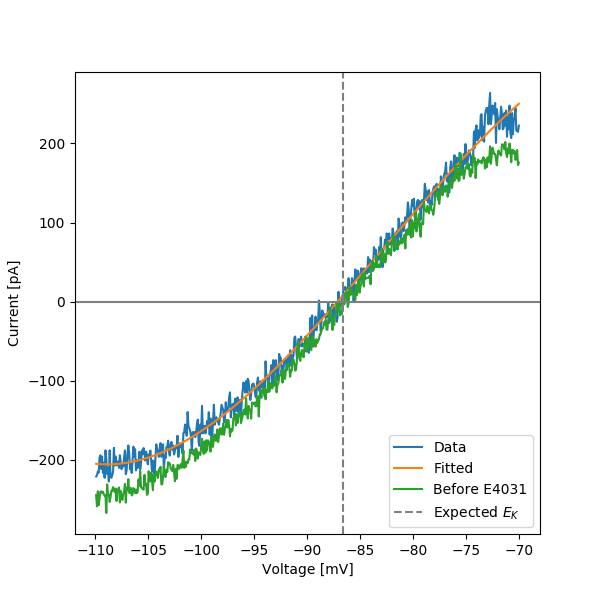 200
100
0
−100
−200
Current [pA]
−110 −105 −100 −95 −90 −85 −80 −75 −70
Voltage [mV]
Data
Fitted
Before E4031
Expected E_K